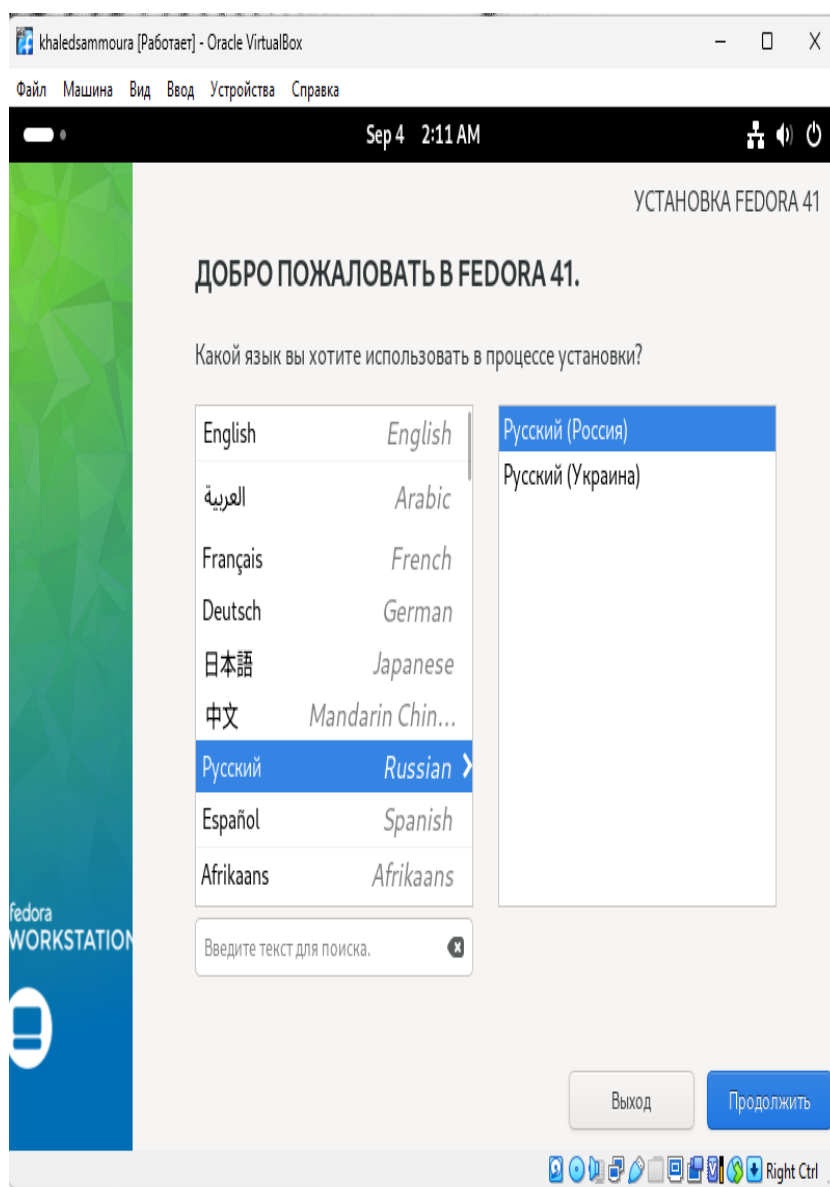 khaledsammoura [Работает] - Oracle VirtualBox
Файл Машина Вид Ввод Устройства Справка
Sep 4 2:11 AM
УСТАНОВКА FEDORA 41
ДОБРО ПОЖАЛОВАТЬ В FEDORA 41.
Какой язык вы хотите использовать в процессе установки?
English English
العربية Arabic
Français French
Deutsch German
日本語 Japanese
中文 Mandarin Chin...
Русский Russian
Español Spanish
Afrikaans Afrikaans
Русский (Россия)
Русский (Украина)
Введите текст для поиска.
fedora
WORKSTATION
Выход
Продолжить
Right Ctrl